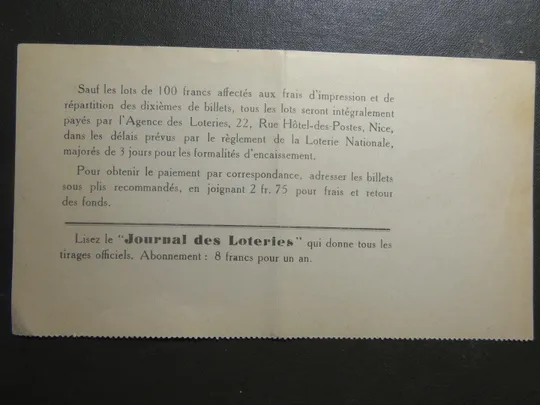 Sauf les lots de 100 francs affectés aux frais d'impression et de
répartition des dixièmes de billets, tous les lots seront intégralement
payés par l'Agence des Loteries, 22, Rue Hôtel-des-Postes, Nice,
dans les délais prévus par le règlement de la Loterie Nationale,
majorés de 3 jours pour les formalités d'encaissement.
Pour obtenir le paiement par correspondance, adresser les billets
sous plis recommandés, en joignant 2 fr. 75 pour frais et retour
des fonds.
Lisez le "Journal des Loteries" qui donne tous les
tirages officiels. Abonnement : 8 francs pour un an.